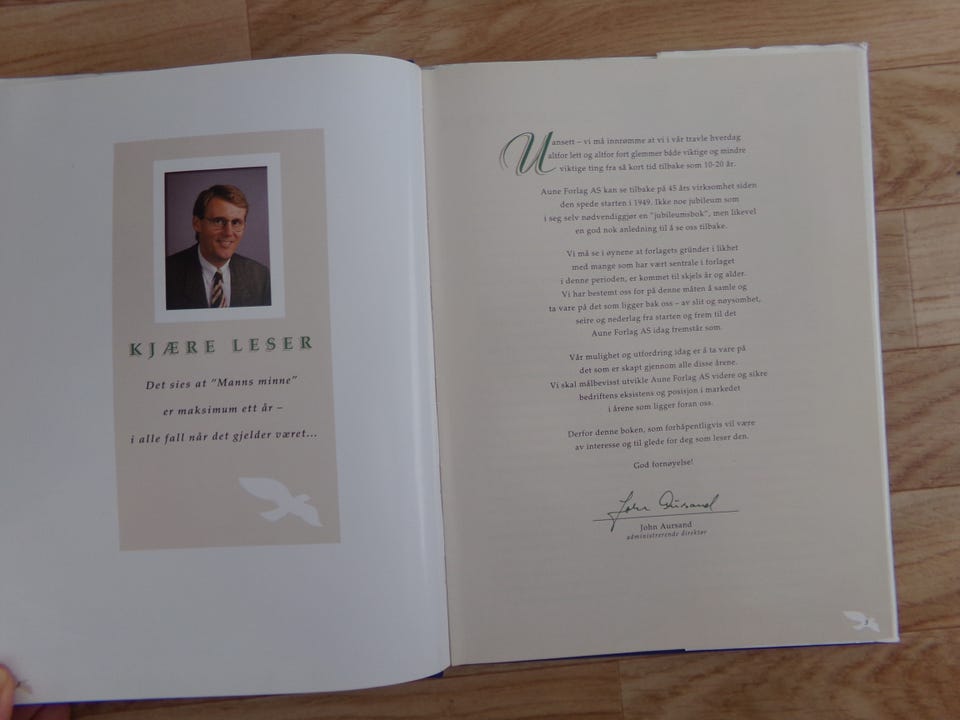 KJÆRE LESER
Det sies at "Manns minne"
er maksimum ett år –
i alle fall når det gjelder været...
Uansett – vi må innrømme at vi i vår travle hverdag
altfor lett og altfor fort glemmer både viktige og mindre
viktige ting fra så kort tid tilbake som 10-20 år.
Aune Forlag AS kan se tilbake på 45 års virksomhet siden
den spede starten i 1949. Ikke noe jubileum som
i seg selv nødvendiggjør en "jubileumsbok", men likevel
en god nok anledning til å se oss tilbake.
Vi må se i øynene at forlagets gründer i likhet
med mange som har vært sentrale i forlaget
i denne perioden, er kommet til skjels år og alder.
Vi har bestemt oss for på denne måten å samle og
ta vare på det som ligger bak oss – av slit og nøysomhet,
seire og nederlag fra starten og frem til det
Aune Forlag AS idag fremstår som.
Vår mulighet og utfordring idag er å ta vare på
det som er skapt gjennom alle disse årene.
Vi skal målbevisst utvikle Aune Forlag AS videre og sikre
bedriftens eksistens og posisjon i markedet
i årene som ligger foran oss.
Derfor denne boken, som forhåpentligvis vil være
av interesse og til glede for deg som leser den.
God fornøyelse!
John Aursand
John Aursand
administrerende direktør
3